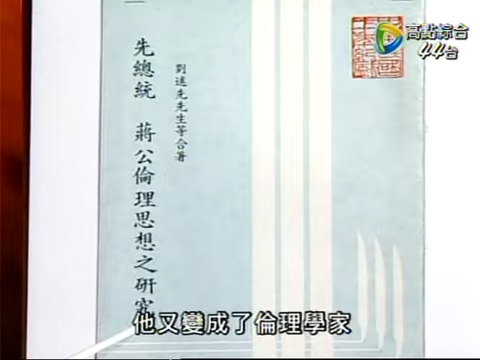 高點綜合
44台
先總統 蔣公倫理思想之研究
劉述先先生等合著
他又變成了倫理學家